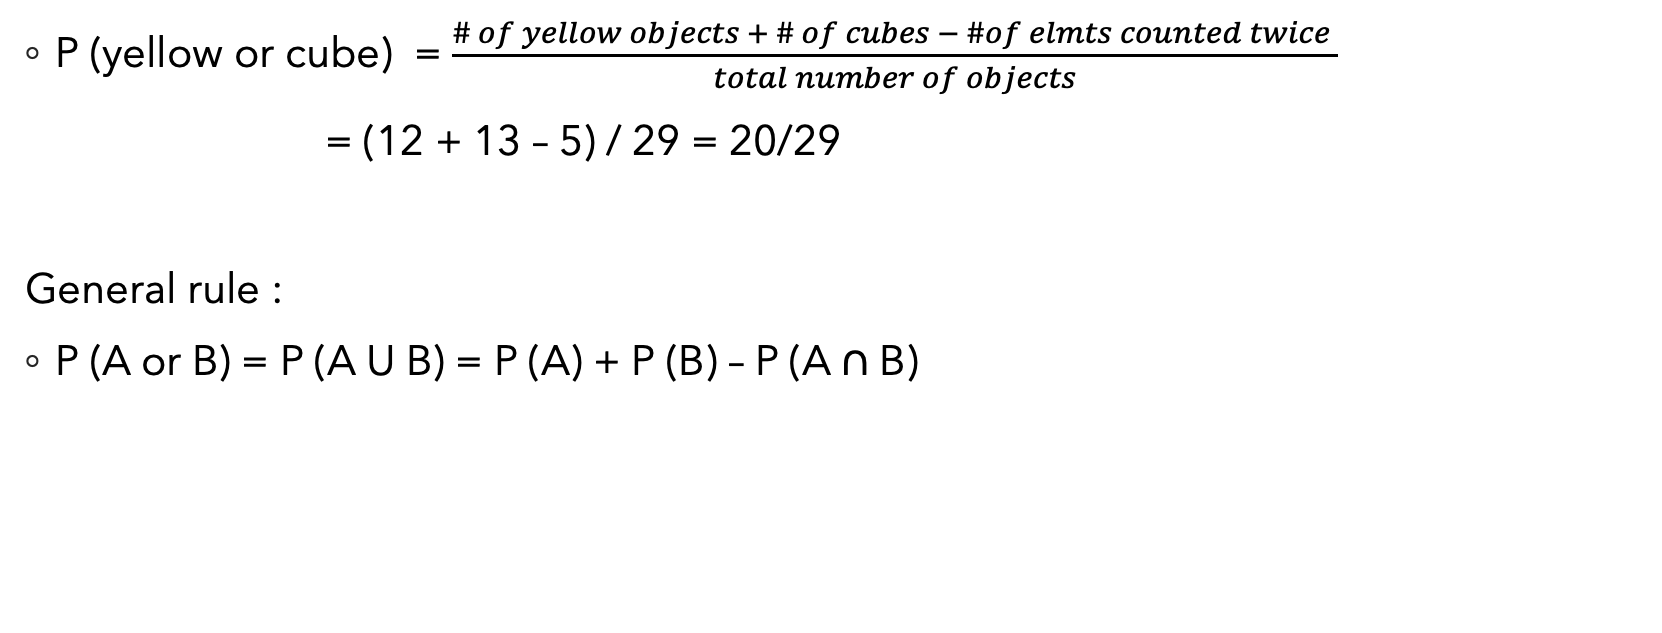 ◦ P (yellow or cube) = # of yellow objects + # of cubes − #of elmts counted twice
total number of objects
= (12 + 13 - 5) / 29 = 20/29
General rule :
◦ P (A or B) = P (A U B) = P (A) + P (B) - P (A ∩ B)